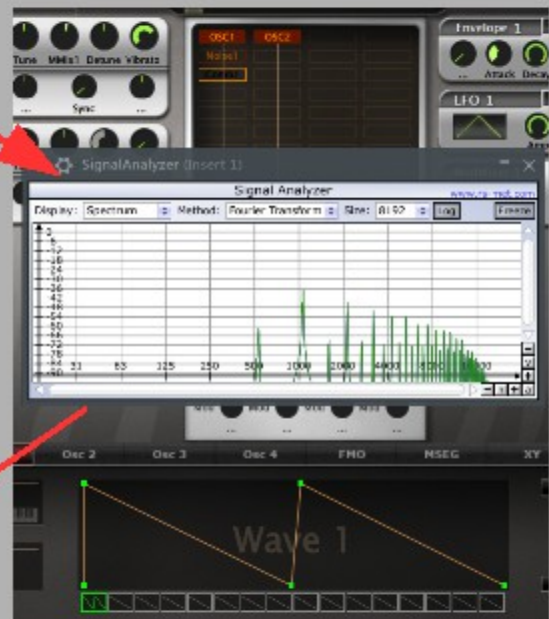 OSC1 OSC2
Noise1
Envelope 1
Tune MMix1 Detune Vibrato
... Attack Decay
... Sync ...
LFO 1
SignalAnalyzer (Insert 1)
Signal Analyzer
Display: Spectrum Method: Fourier Transform Size: 8192 Log Freeze
31 63 125 250 500 1000 2000 4000 8000
... ... ...
Osc 2 Osc 3 Osc 4 FMO MSEG XY
Wave 1